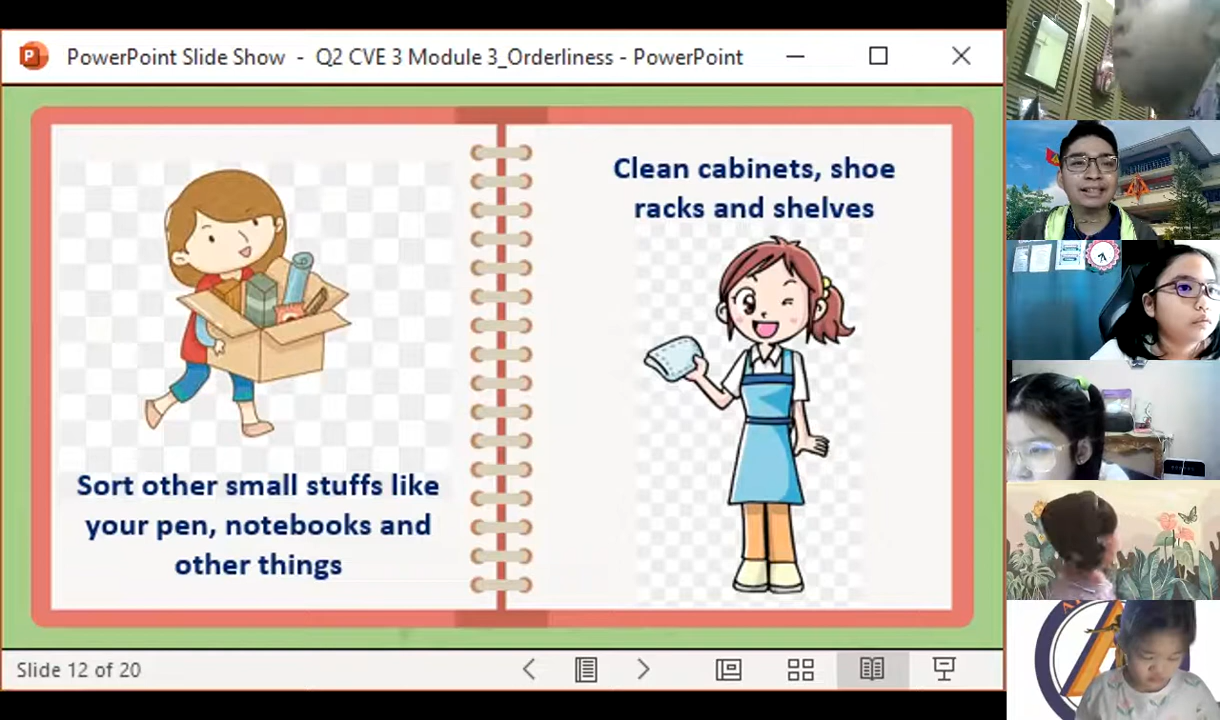 PowerPoint Slide Show - Q2 CVE 3 Module 3_Orderliness - PowerPoint
Clean cabinets, shoe
racks and shelves
Sort other small stuffs like
your pen, notebooks and
other things
Slide 12 of 20